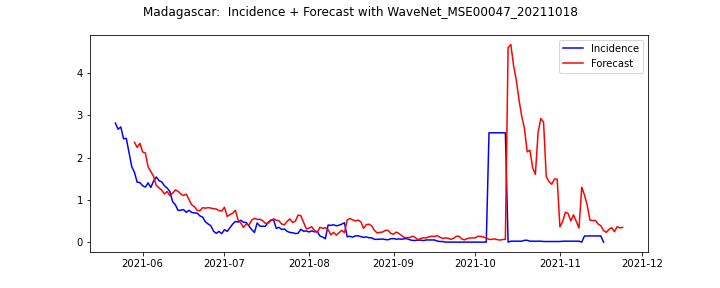 Madagascar:  Incidence + Forecast with WaveNet_MSE00047_20211018
Incidence
Forecast
4
3
2
1
0
2021-06 2021-07 2021-08 2021-09 2021-10 2021-11 2021-12